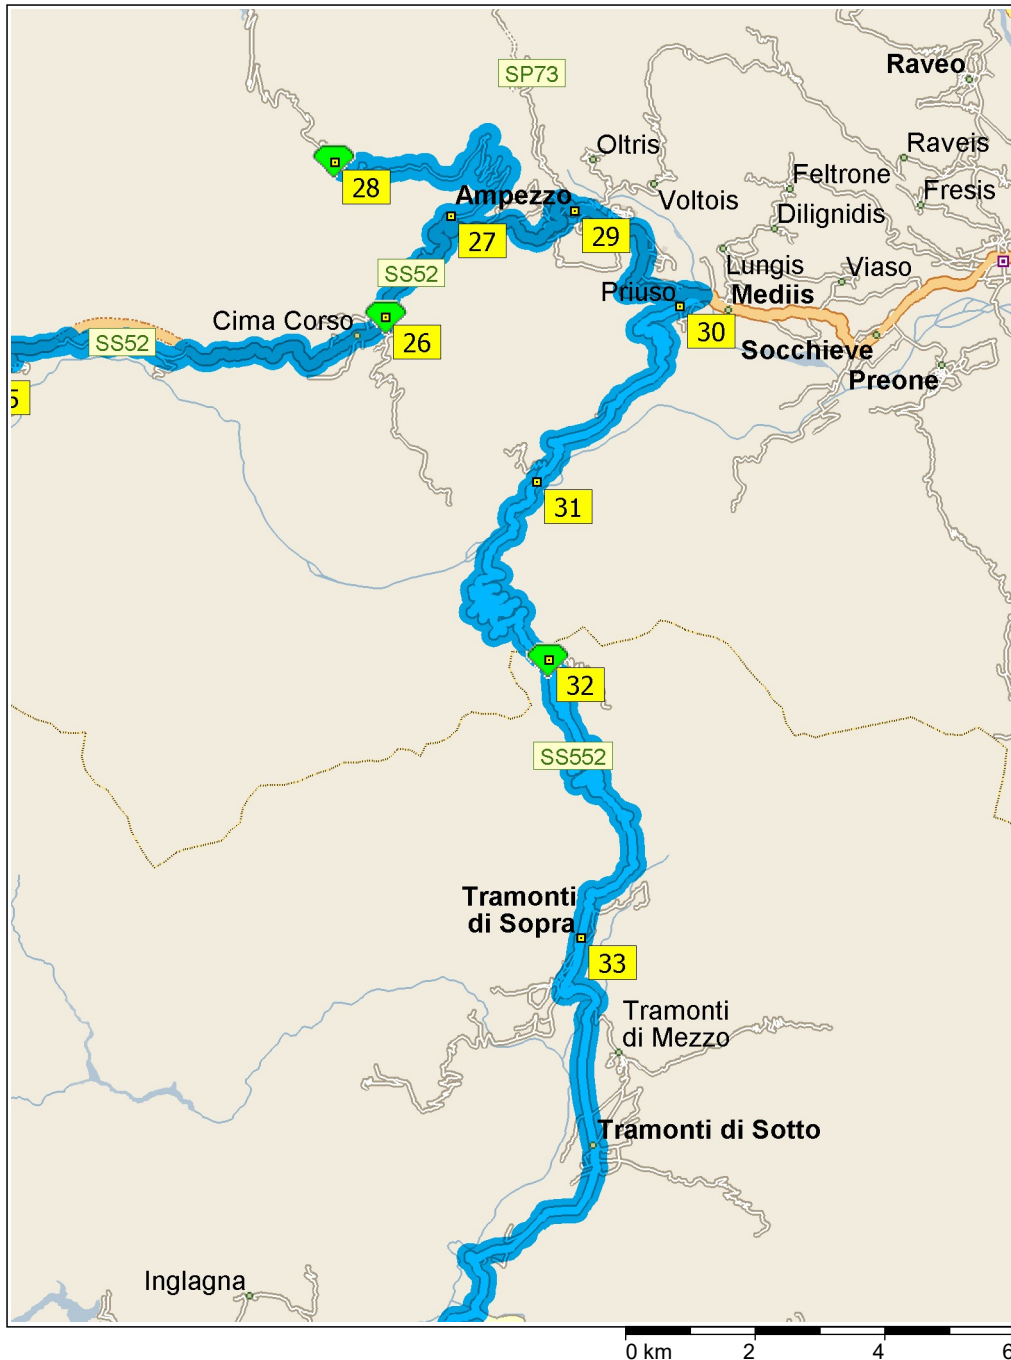 SP73
Raveo
Oltris
Raveis
28
Feltrone
Ampezzo
Voltois
Fresis
27
29
Dilignidis
SS52
Lungis
Viaso
Priuso
Mediis
Cima Corso
26
30
SS52
Socchieve
Preone
5
31
32
SS552
Tramonti
di Sopra
33
Tramonti
di Mezzo
Tramonti di Sotto
Inglagna
0 km
2
4
6